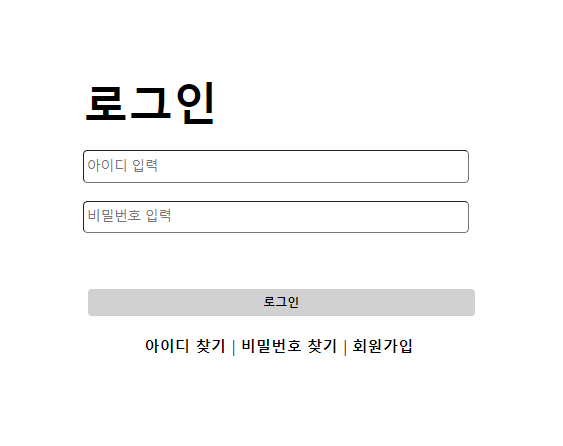 로그인
아이디 입력
비밀번호 입력
로그인
아이디 찾기 | 비밀번호 찾기 | 회원가입